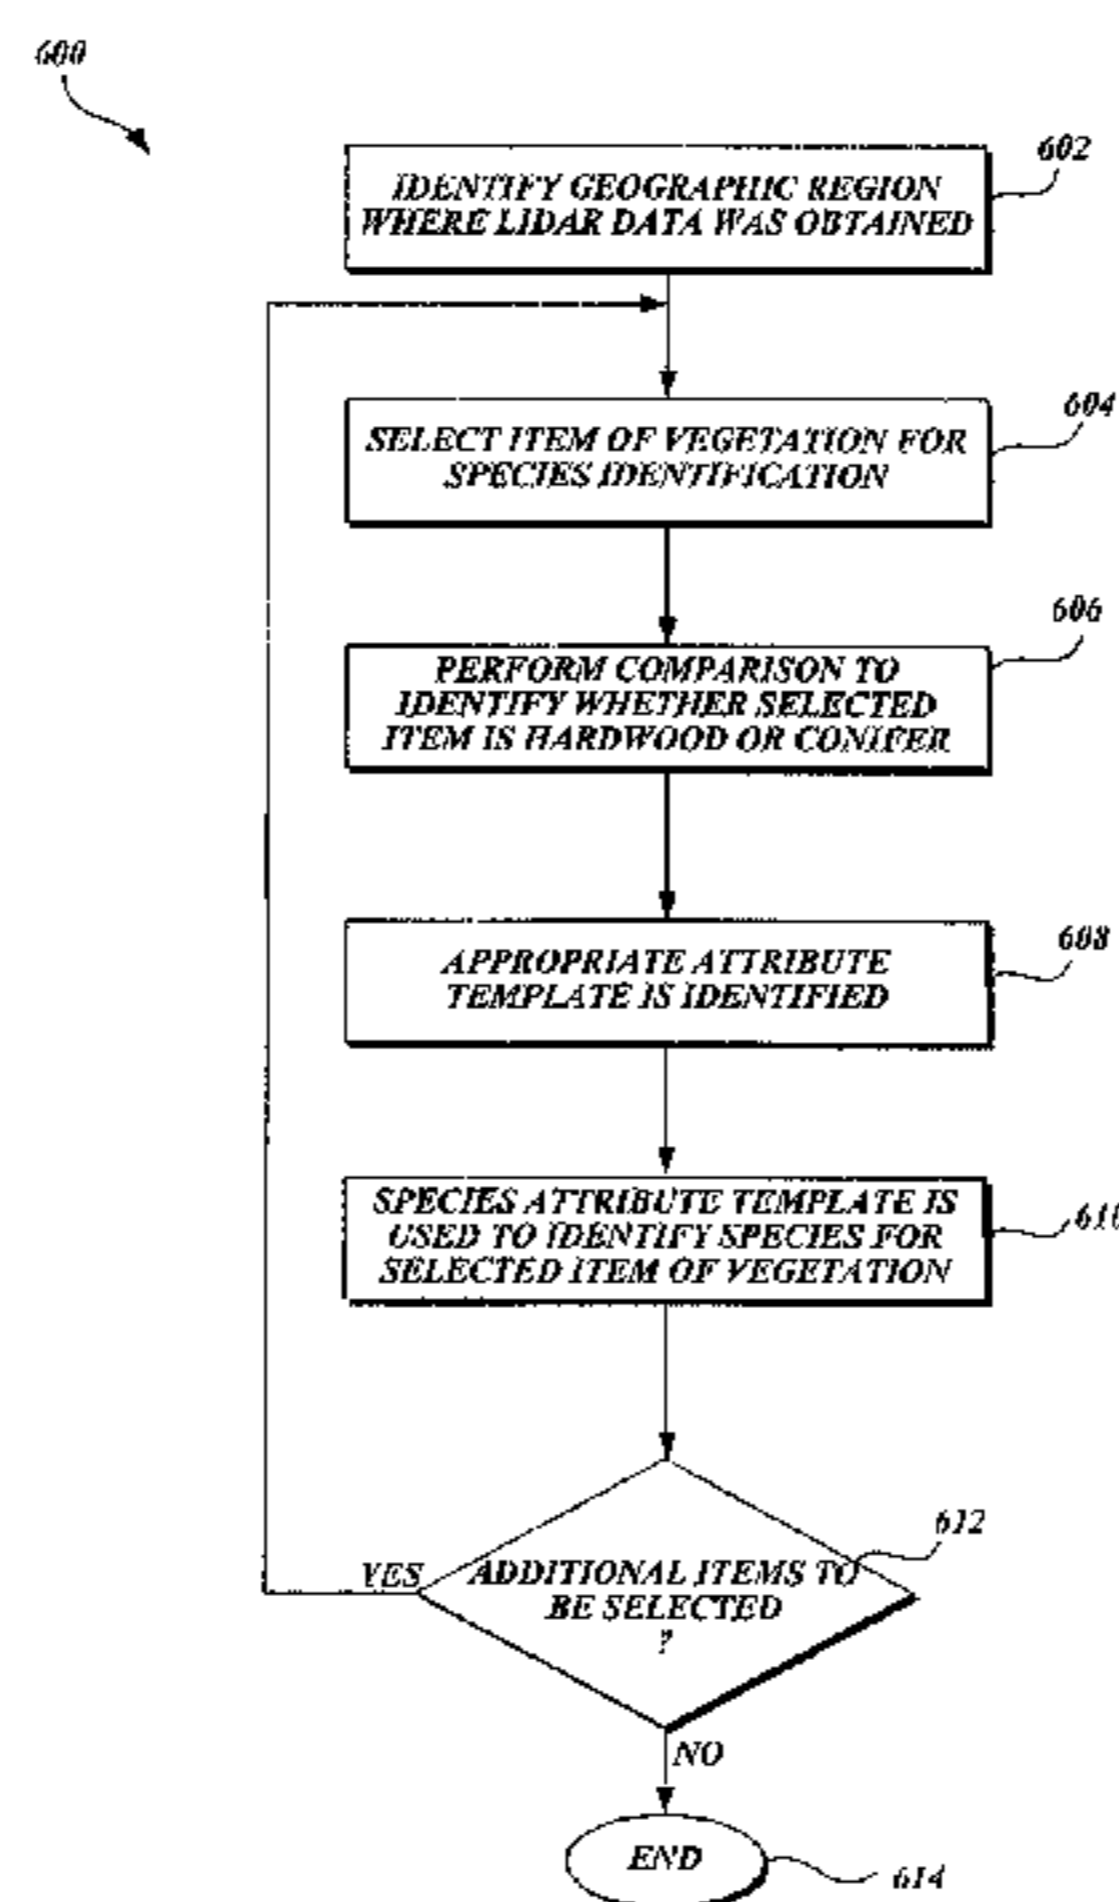 600
602
IDENTIFY GEOGRAPHIC REGION
WHERE LIDAR DATA WAS OBTAINED
604
SELECT ITEM OF VEGETATION FOR
SPECIES IDENTIFICATION
606
PERFORM COMPARISON TO
IDENTIFY WHETHER SELECTED
ITEM IS HARDWOOD OR CONIFER
608
APPROPRIATE ATTRIBUTE
TEMPLATE IS IDENTIFIED
610
SPECIES ATTRIBUTE TEMPLATE IS
USED TO IDENTIFY SPECIES FOR
SELECTED ITEM OF VEGETATION
612
YES
ADDITIONAL ITEMS TO
BE SELECTED
?
NO
END
614